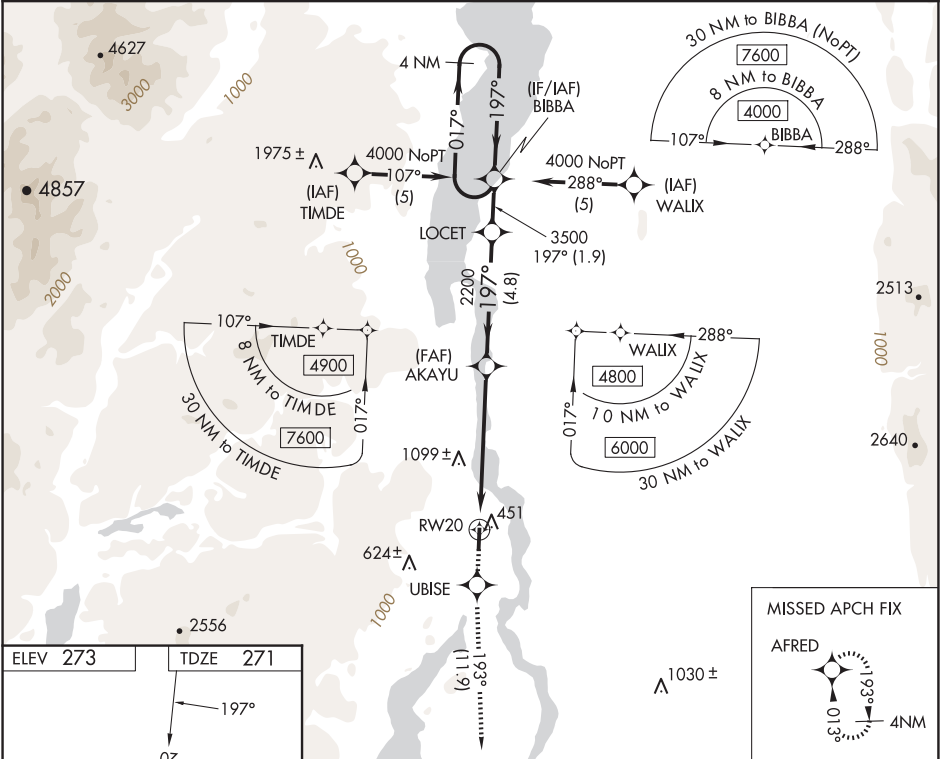 4627
3000
1000
4857
2000
1975 ±
(IAF)
TIMDE
4000 NoPT
107°
(5)
4 NM
017°
197°
(IF/IAF)
BIBBA
4000 NoPT
288°
(5)
(IAF)
WALIX
30 NM to BIBBA (NoPT)
7600
8 NM to BIBBA
4000
107°
BIBBA
288°
LOCET
3500
197° (1.9)
1000
2200
197°
(4.8)
2513
1000
2640
107°
TIMDE
4900
8 NM to TIMDE
7600
017°
30 NM to TIMDE
(FAF)
AKAYU
288°
WALIX
4800
10 NM to WALIX
017°
6000
30 NM to WALIX
1099 ±
RW20
451
624 ±
UBISE
1000
2556
193°
(11.9)
1030 ±
ELEV 273
TDZE 271
197°
MISSED APCH FIX
AFRED
193°
013°
4NM